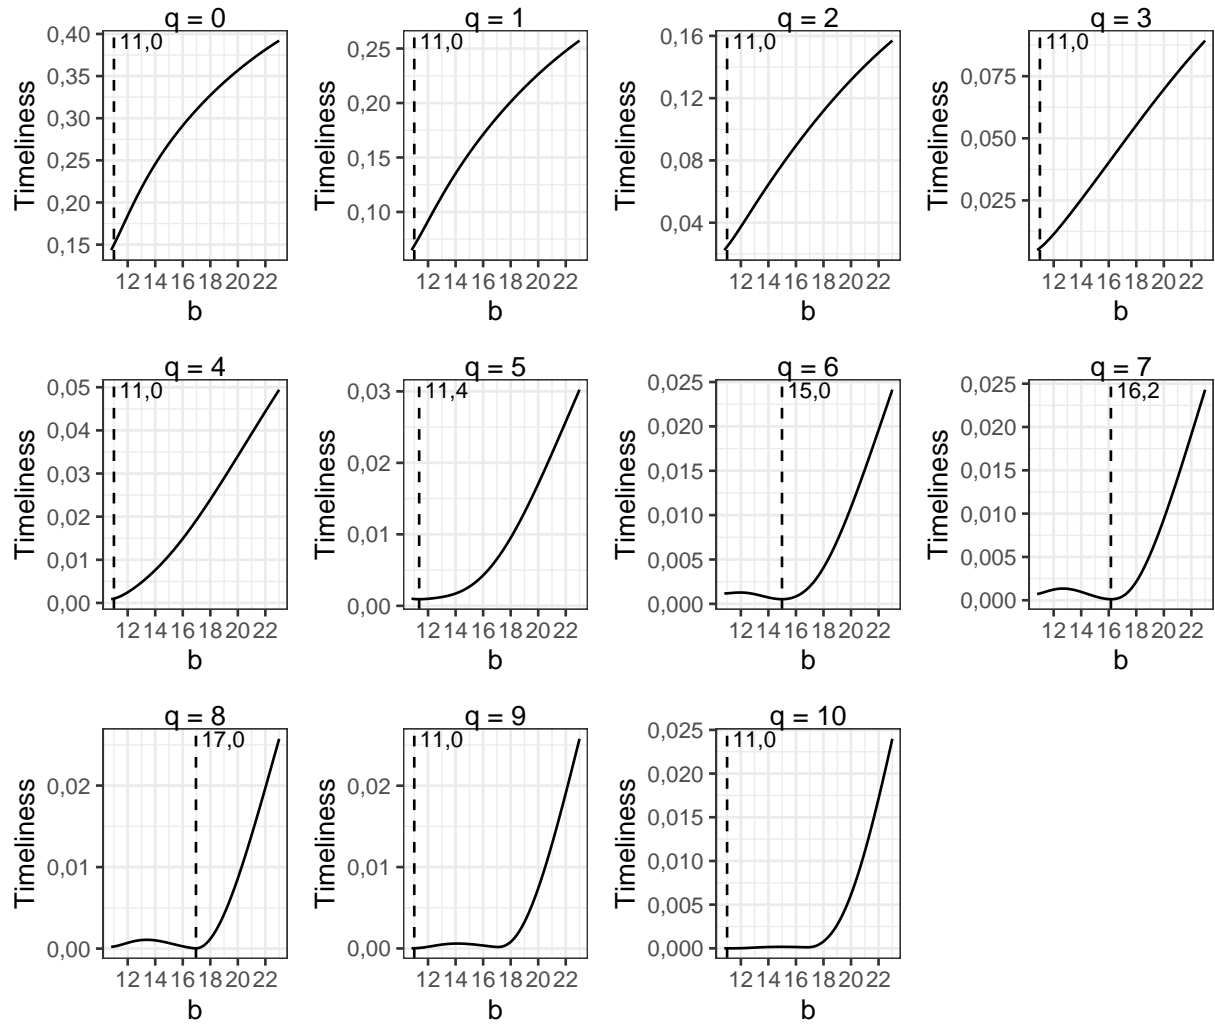 q = 0
11,0
0,40
0,35
0,30
0,25
0,20
0,15
Timeliness
12 14 16 18 20 22
b
q = 1
11,0
0,25
0,20
0,15
0,10
Timeliness
12 14 16 18 20 22
b
q = 2
11,0
0,16
0,12
0,08
0,04
Timeliness
12 14 16 18 20 22
b
q = 3
11,0
0,075
0,050
0,025
Timeliness
12 14 16 18 20 22
b
q = 4
11,0
0,05
0,04
0,03
0,02
0,01
0,00
Timeliness
12 14 16 18 20 22
b
q = 5
11,4
0,03
0,02
0,01
0,00
Timeliness
12 14 16 18 20 22
b
q = 6
15,0
0,025
0,020
0,015
0,010
0,005
0,000
Timeliness
12 14 16 18 20 22
b
q = 7
16,2
0,025
0,020
0,015
0,010
0,005
0,000
Timeliness
12 14 16 18 20 22
b
q = 8
17,0
0,02
0,01
0,00
Timeliness
12 14 16 18 20 22
b
q = 9
11,0
0,02
0,01
0,00
Timeliness
12 14 16 18 20 22
b
q = 10
11,0
0,025
0,020
0,015
0,010
0,005
0,000
Timeliness
12 14 16 18 20 22
b